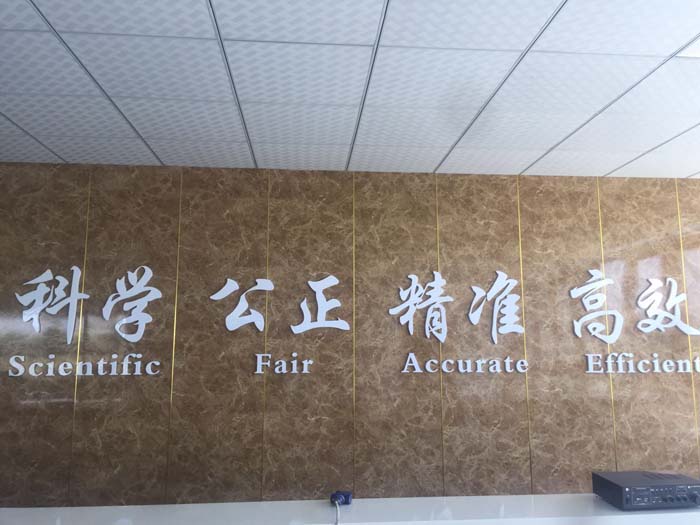 科学 公正 精准 高效
Scientific Fair Accurate Efficient